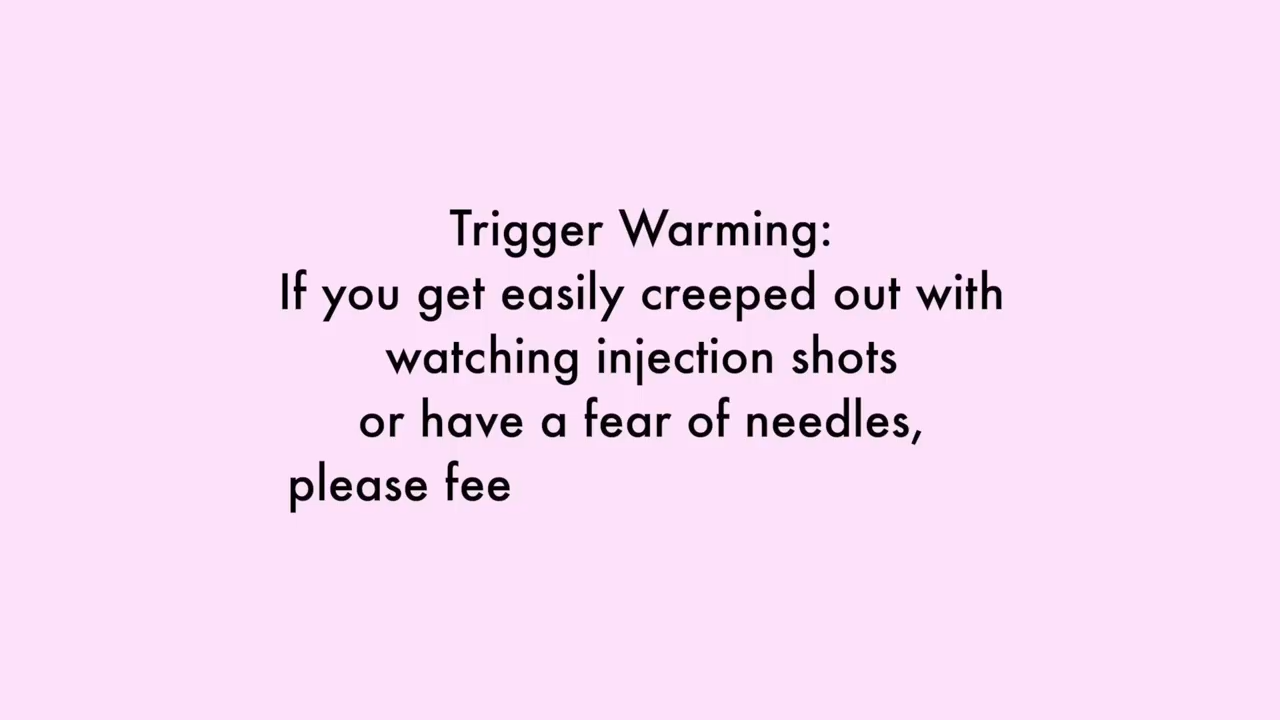 Trigger Warming:
If you get easily creeped out with
watching injection shots
or have a fear of needles,
please fee